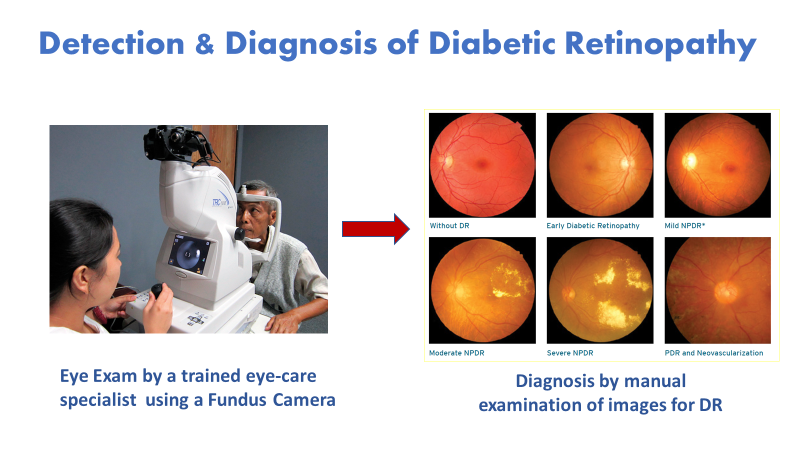 Detection & Diagnosis of Diabetic Retinopathy
Without DR
Early Diabetic Retinopathy
Mild NPDR*
Moderate NPDR
Severe NPDR
PDR and Neovascularization
Eye Exam by a trained eye-care
specialist using a Fundus Camera
Diagnosis by manual
examination of images for DR